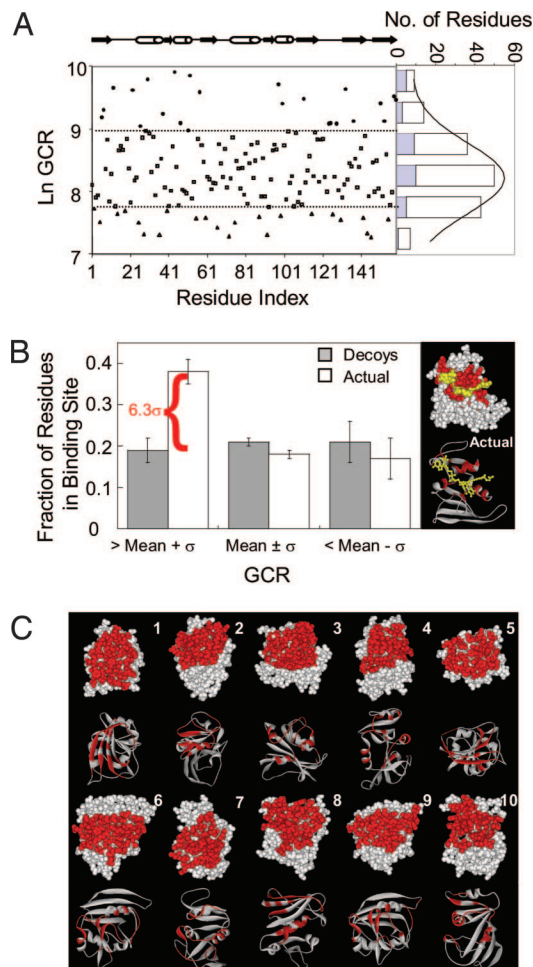 A
No. of Residues
0 20 40 60
10
9
8
7
Ln GCR
1 21 41 61 81 101 121 141
Residue Index
B
0.4
0.3
0.2
0.1
0
Fraction of Residues
in Binding Site
6.3σ
Decoys
Actual
> Mean + σ Mean ± σ < Mean - σ
GCR
Actual
C
1 2 3 4 5
6 7 8 9 10